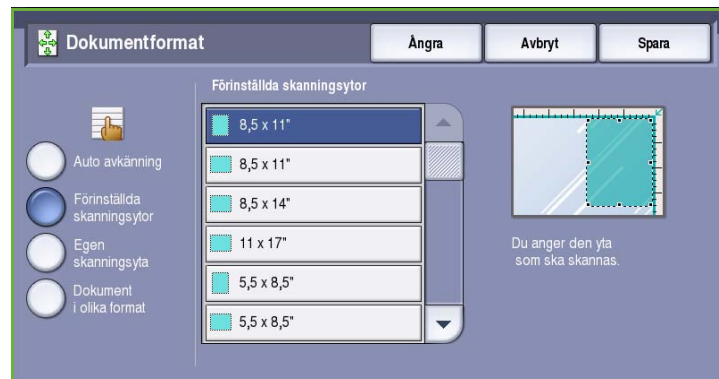 Dokumentformat
Ångra
Avbryt
Spara
Förinställda skanningsytor
Auto avkänning
Förinställda
skanningsytor
Egen
skanningsyta
Dokument
i olika format
8,5 x 11"
8,5 x 11"
8,5 x 14"
11 x 17"
5,5 x 8,5"
5,5 x 8,5"
Du anger den yta
som ska skannas.